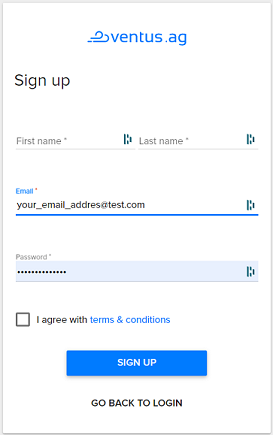 ventus.ag
Sign up
First name * Last name *
Email *
your_email_addres@test.com
Password *
••••••••••••••
I agree with terms & conditions
SIGN UP
GO BACK TO LOGIN